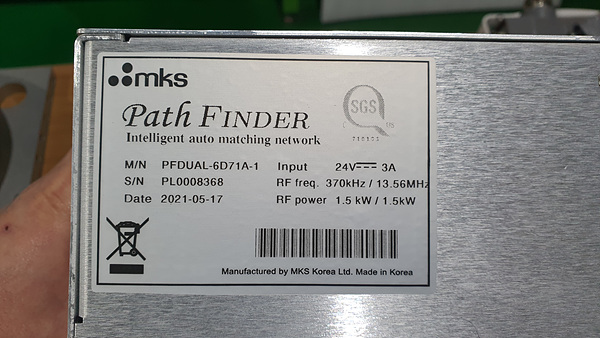 mks
Path FINDER
Intelligent auto matching network
SGS
C US
710103
M/N PFDUAL-6D71A-1 Input 24V⎓ 3A
S/N PL0008368 RF freq. 370kHz / 13.56MHz
Date 2021-05-17 RF power 1.5 kW / 1.5kW
Manufactured by MKS Korea Ltd. Made in Korea